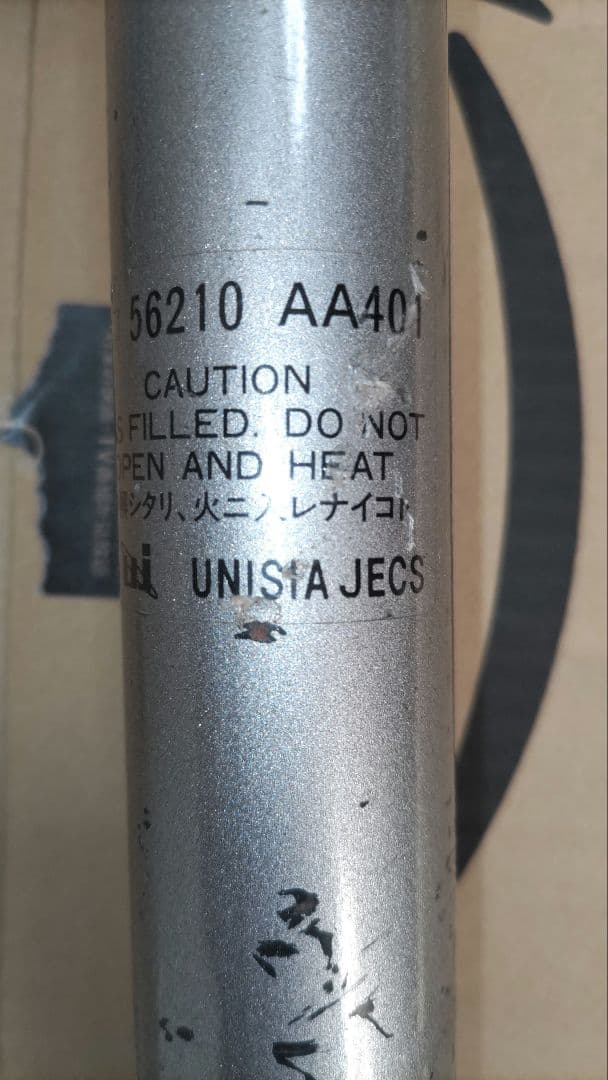 56210 AA401
CAUTION
FILLED. DO NOT
AND HEAT
シタリ、火ニ入レナイコト
UNISIA JECS